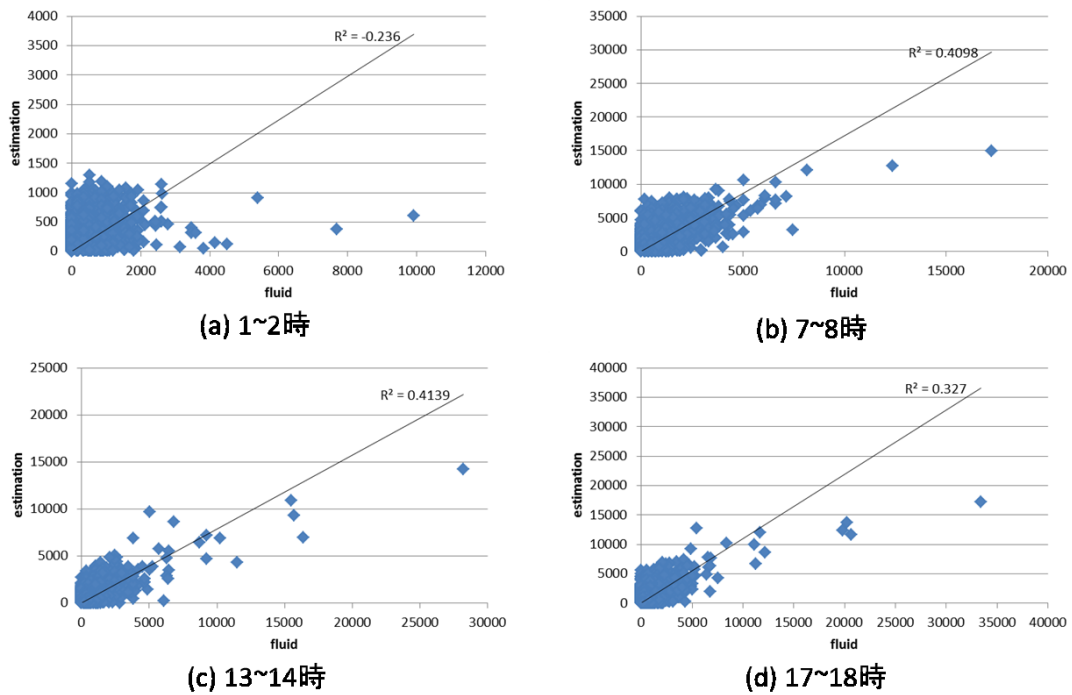 4000
3500
3000
2500
2000
1500
1000
500
0
estimation
R² = -0.236
0 2000 4000 6000 8000 10000 12000
fluid
(a) 1~2時
35000
30000
25000
20000
15000
10000
5000
0
estimation
R² = 0.4098
0 5000 10000 15000 20000
fluid
(b) 7~8時
25000
20000
15000
10000
5000
0
estimation
R² = 0.4139
0 5000 10000 15000 20000 25000 30000
fluid
(c) 13~14時
40000
35000
30000
25000
20000
15000
10000
5000
0
estimation
R² = 0.327
0 5000 10000 15000 20000 25000 30000 35000 40000
fluid
(d) 17~18時